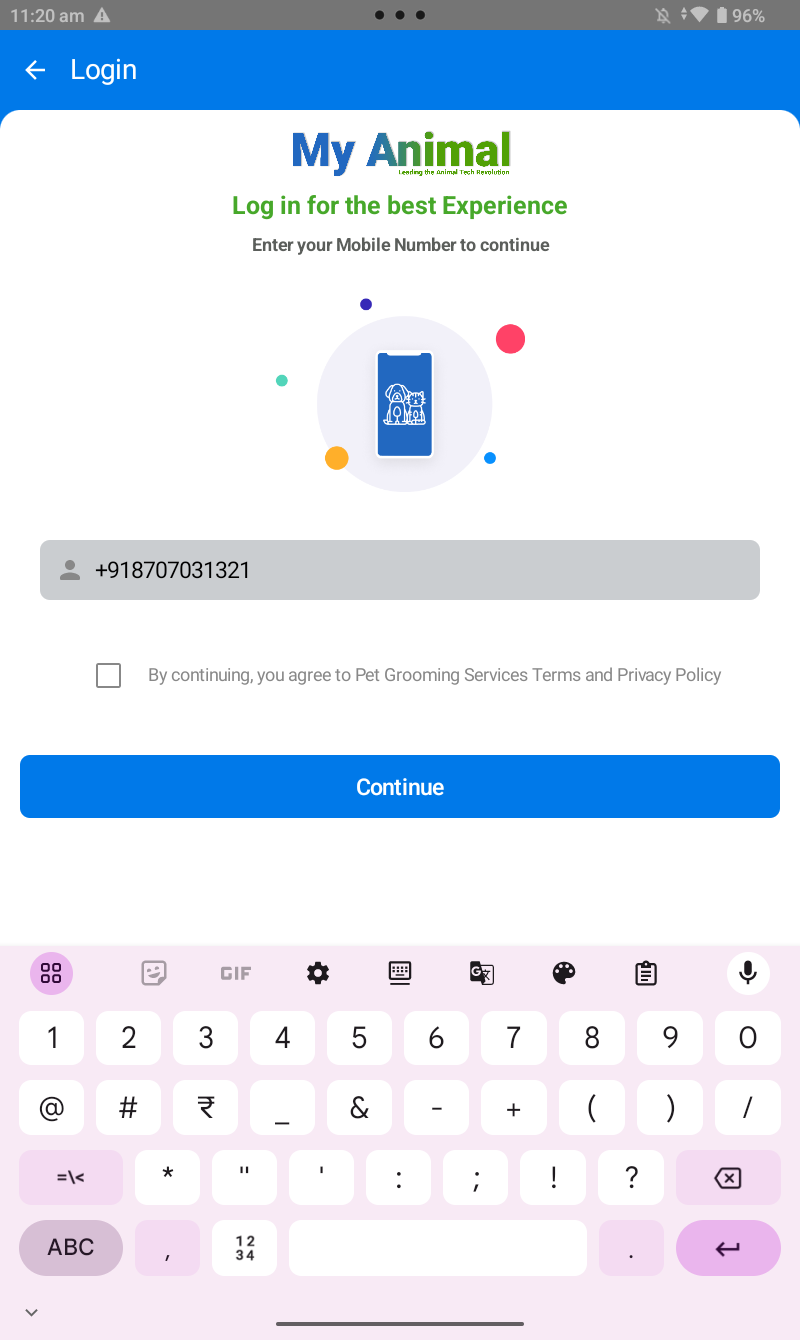 11:20 am
96%
Login
My Animal
Leading the Animal Tech Revolution
Log in for the best Experience
Enter your Mobile Number to continue
+918707031321
By continuing, you agree to Pet Grooming Services Terms and Privacy Policy
Continue
GIF
1 2 3 4 5 6 7 8 9 0
@ # ₹ _ & - + ( ) /
=\< * " ' : ; ! ?
ABC , 1234 .